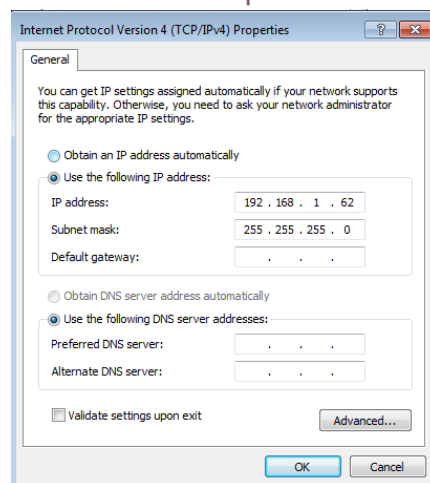 Internet Protocol Version 4 (TCP/IPv4) Properties
General
You can get IP settings assigned automatically if your network supports
this capability. Otherwise, you need to ask your network administrator
for the appropriate IP settings.
Obtain an IP address automatically
Use the following IP address:
IP address: 192 . 168 . 1 . 62
Subnet mask: 255 . 255 . 255 . 0
Default gateway: . . .
Obtain DNS server address automatically
Use the following DNS server addresses:
Preferred DNS server: . . .
Alternate DNS server: . . .
Validate settings upon exit
Advanced...
OK Cancel